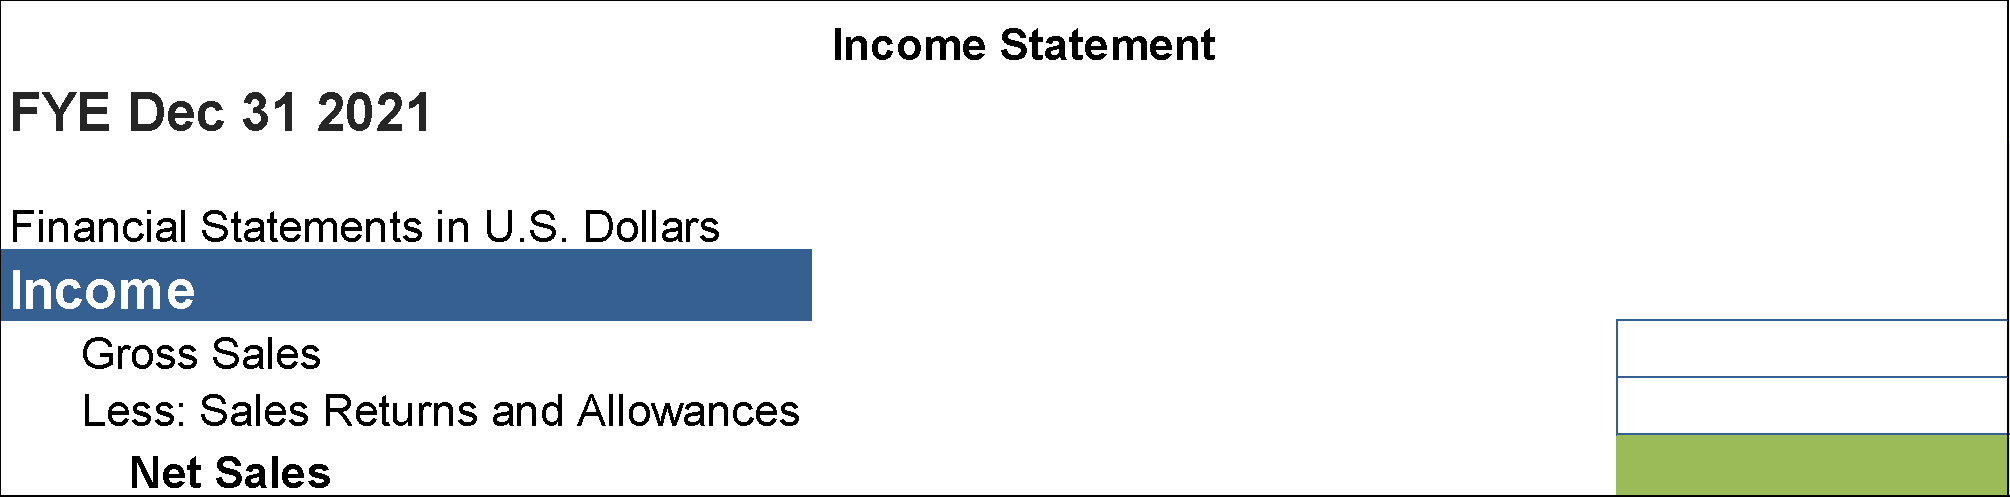 Income Statement
FYE Dec 31 2021
Financial Statements in U.S. Dollars
Income
Gross Sales
Less: Sales Returns and Allowances
Net Sales